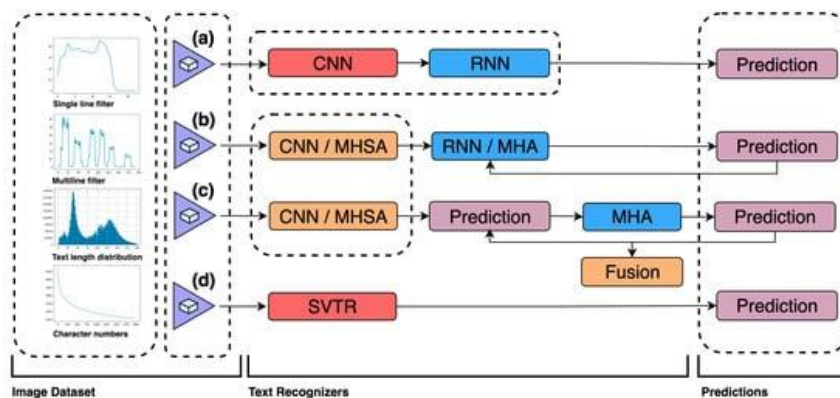 (a)
CNN
RNN
Prediction
Single line filter
(b)
CNN / MHSA
RNN / MHA
Prediction
Multiline filter
(c)
CNN / MHSA
Prediction
MHA
Prediction
Text length distribution
Fusion
(d)
SVTR
Prediction
Character numbers
Image Dataset
Text Recognizers
Predictions